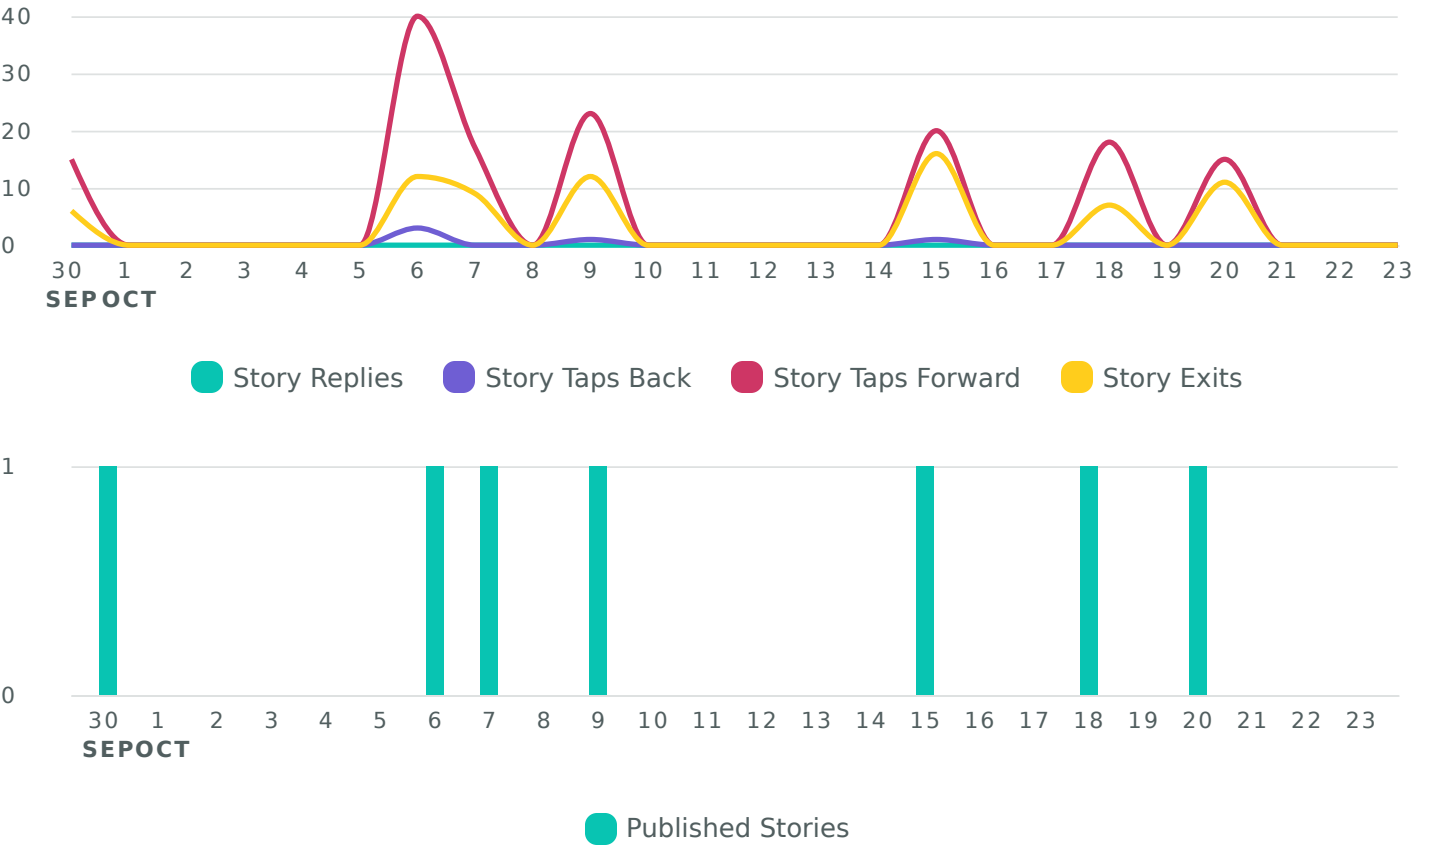 40
30
20
10
0
30 1 2 3 4 5 6 7 8 9 10 11 12 13 14 15 16 17 18 19 20 21 22 23
SEP OCT
Story Replies Story Taps Back Story Taps Forward Story Exits
1
0
30 1 2 3 4 5 6 7 8 9 10 11 12 13 14 15 16 17 18 19 20 21 22 23
SEP OCT
Published Stories